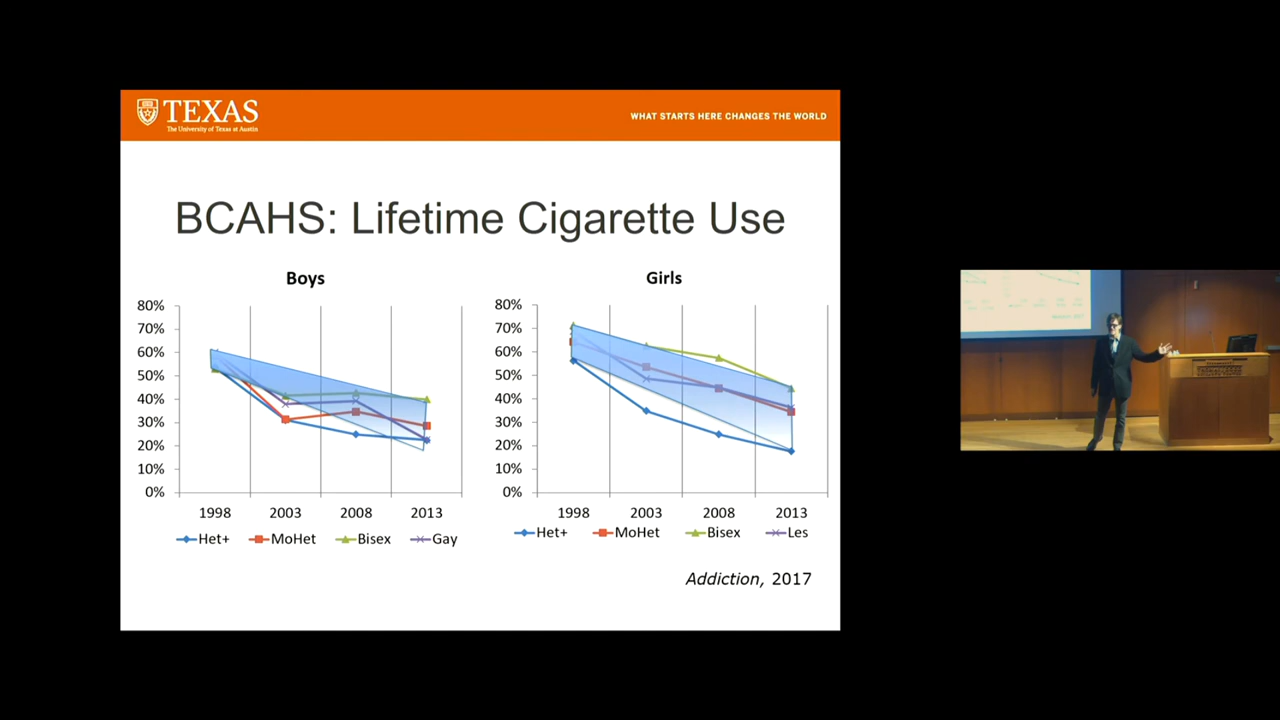 TEXAS
The University of Texas at Austin
WHAT STARTS HERE CHANGES THE WORLD
BCAHS: Lifetime Cigarette Use
Boys
80%
70%
60%
50%
40%
30%
20%
10%
0%
1998 2003 2008 2013
Het+ MoHet Bisex Gay
Girls
80%
70%
60%
50%
40%
30%
20%
10%
0%
1998 2003 2008 2013
Het+ MoHet Bisex Les
Addiction, 2017